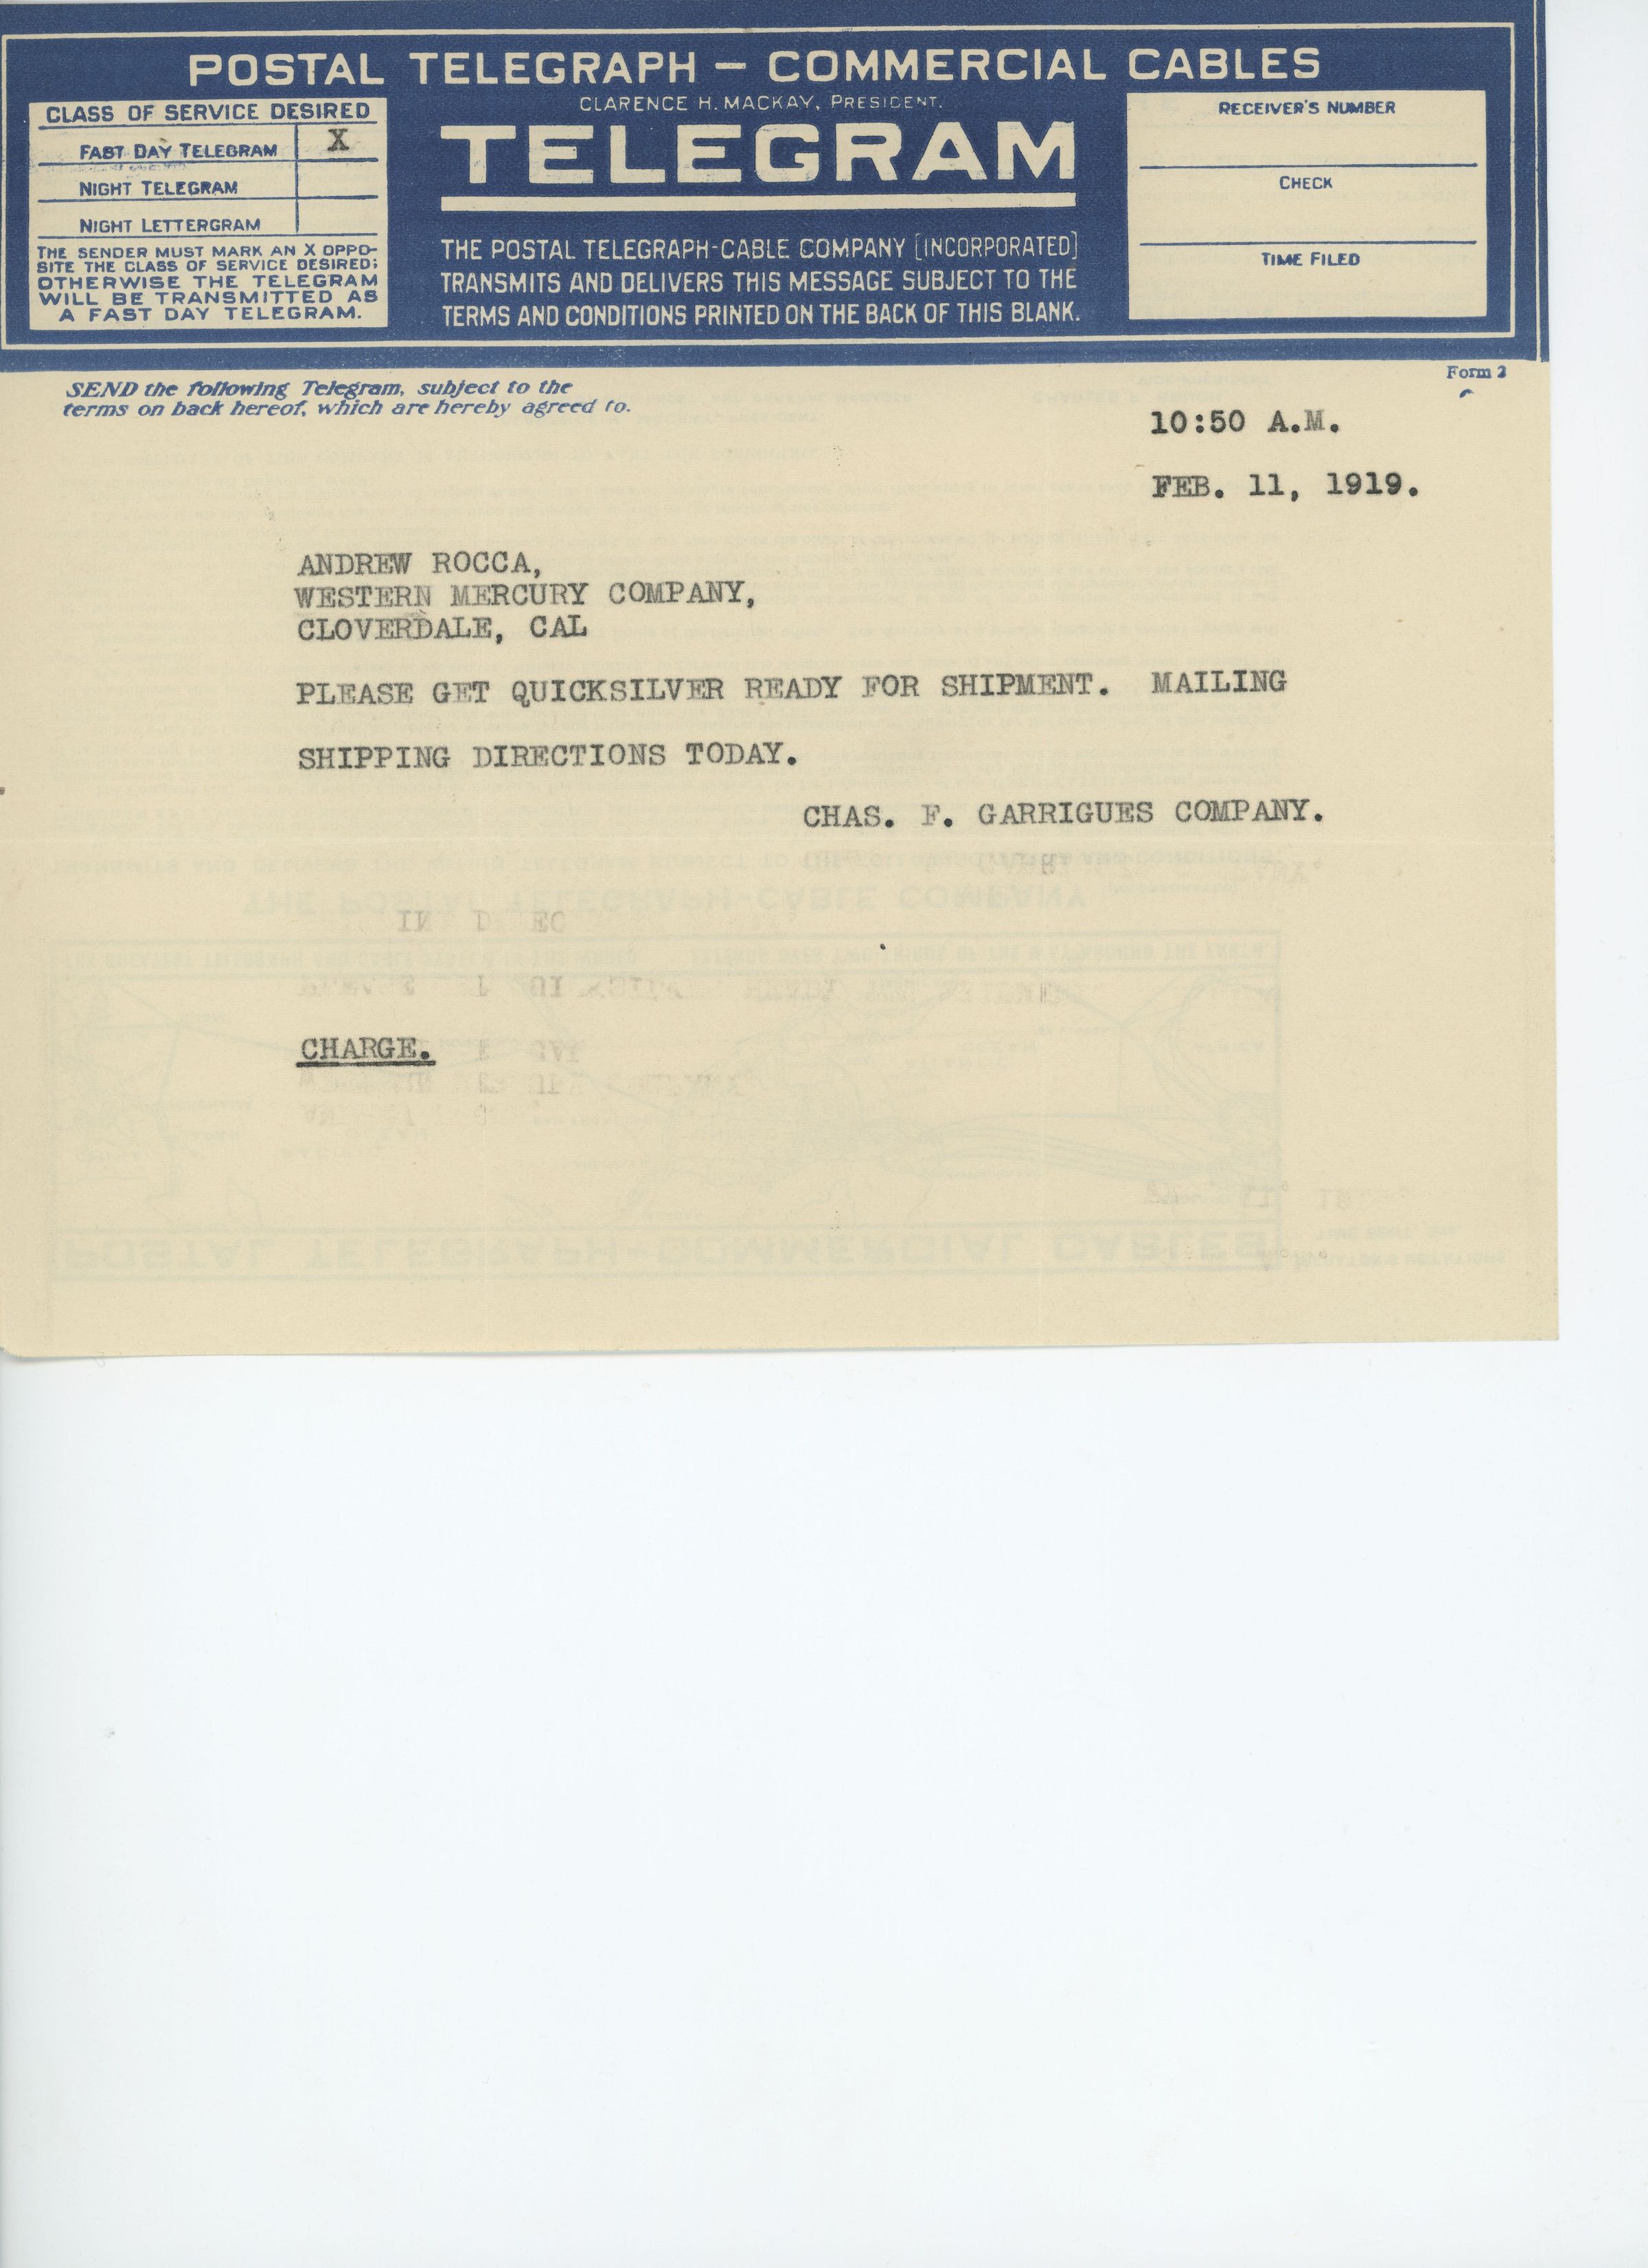 POSTAL TELEGRAPH — COMMERCIAL CABLES
CLARENCE H. MACKAY, PRESIDENT.
TELEGRAM
THE POSTAL TELEGRAPH-CABLE COMPANY [INCORPORATED]
TRANSMITS AND DELIVERS THIS MESSAGE SUBJECT TO THE
TERMS AND CONDITIONS PRINTED ON THE BACK OF THIS BLANK.
CLASS OF SERVICE DESIRED
FAST DAY TELEGRAM X
NIGHT TELEGRAM
NIGHT LETTERGRAM
THE SENDER MUST MARK AN X OPPO-
SITE THE CLASS OF SERVICE DESIRED;
OTHERWISE THE TELEGRAM
WILL BE TRANSMITTED AS
A FAST DAY TELEGRAM.
RECEIVER'S NUMBER
CHECK
TIME FILED
SEND the following Telegram, subject to the
terms on back hereof, which are hereby agreed to.
Form 2
10:50 A.M.
FEB. 11, 1919.
ANDREW ROCCA,
WESTERN MERCURY COMPANY,
CLOVERDALE, CAL
PLEASE GET QUICKSILVER READY FOR SHIPMENT. MAILING
SHIPPING DIRECTIONS TODAY.
CHAS. F. GARRIGUES COMPANY.
CHARGE.